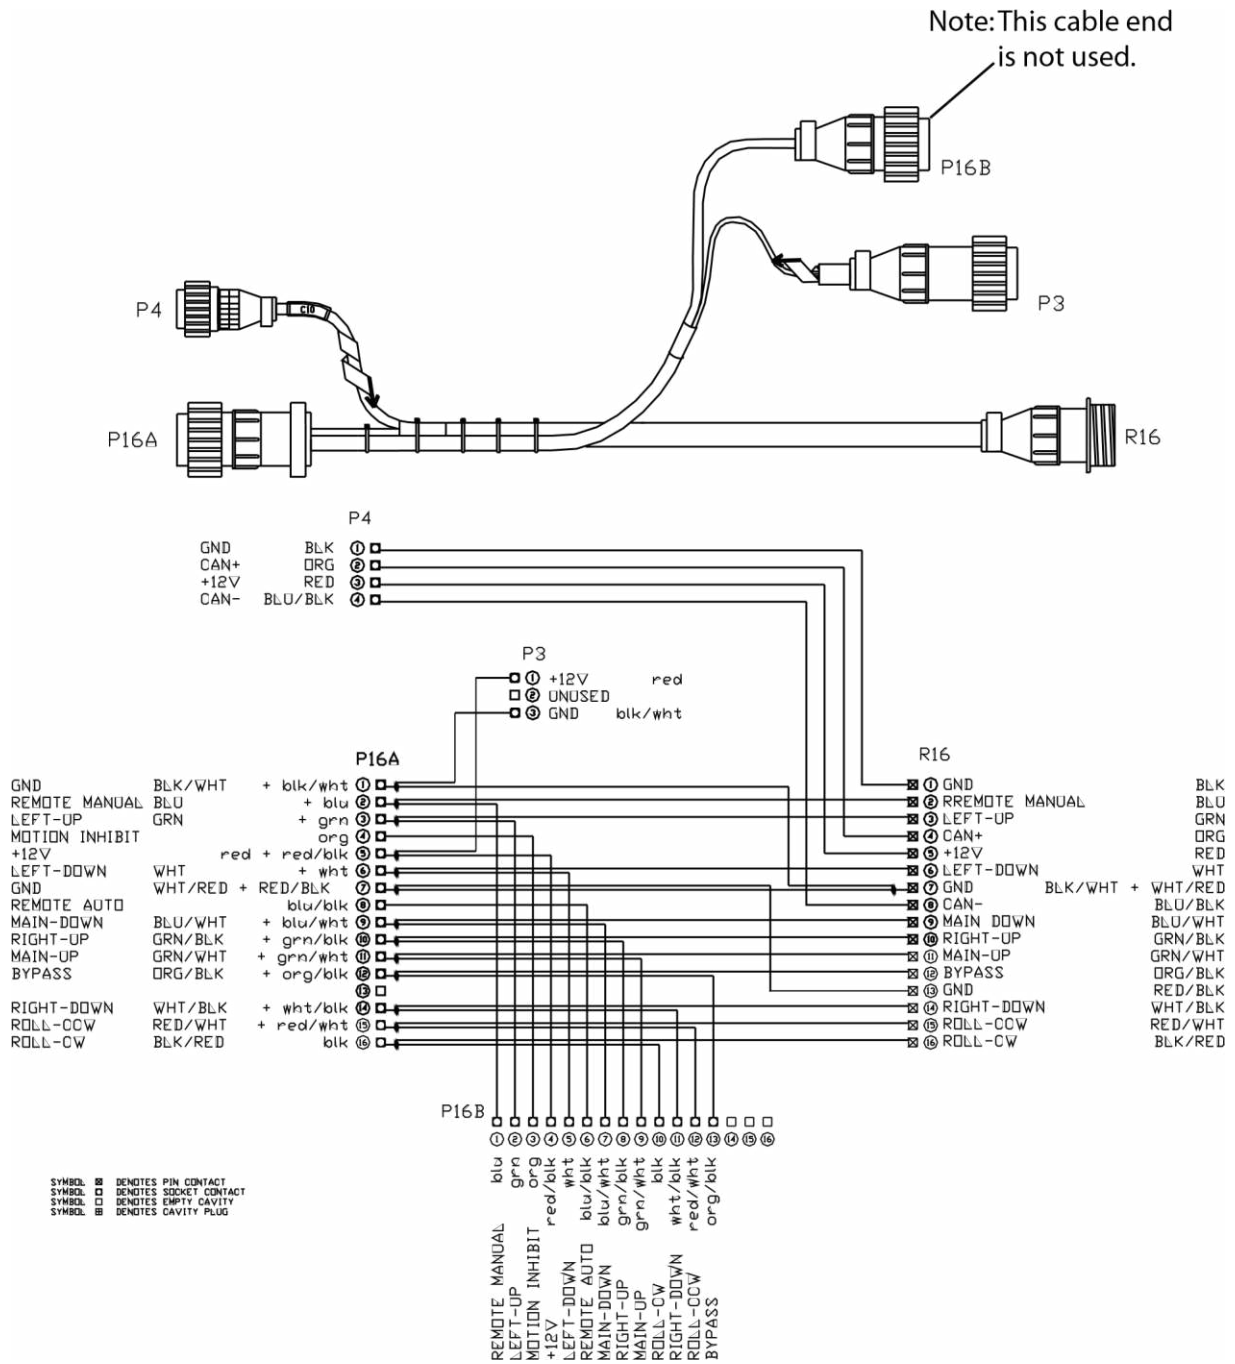 Note: This cable end
is not used.
P16B
P4
C10
P3
P16A
R16
P4
GND BLK 1
CAN+ ORG 2
+12V RED 3
CAN- BLU/BLK 4
P3
1 +12V red
2 UNUSED
3 GND blk/wht
P16A
GND BLK/WHT + blk/wht 1
REMOTE MANUAL BLU + blu 2
LEFT-UP GRN + grn 3
MOTION INHIBIT org 4
+12V red + red/blk 5
LEFT-DOWN WHT + wht 6
GND WHT/RED + RED/BLK 7
REMOTE AUTO blu/blk 8
MAIN-DOWN BLU/WHT + blu/wht 9
RIGHT-UP GRN/BLK + grn/blk 10
MAIN-UP GRN/WHT + grn/wht 11
BYPASS ORG/BLK + org/blk 12
13
RIGHT-DOWN WHT/BLK + wht/blk 14
ROLL-CCW RED/WHT + red/wht 15
ROLL-CW BLK/RED blk 16
R16
1 GND BLK
2 RREMOTE MANUAL BLU
3 LEFT-UP GRN
4 CAN+ ORG
5 +12V RED
6 LEFT-DOWN WHT
7 GND BLK/WHT + WHT/RED
8 CAN- BLU/BLK
9 MAIN DOWN BLU/WHT
10 RIGHT-UP GRN/BLK
11 MAIN-UP GRN/WHT
12 BYPASS ORG/BLK
13 GND RED/BLK
14 RIGHT-DOWN WHT/BLK
15 ROLL-CCW RED/WHT
16 ROLL-CW BLK/RED
P16B
1 blu REMOTE MANUAL
2 grn LEFT-UP
3 org MOTION INHIBIT
4 red/blk +12V
5 wht LEFT-DOWN
6 blu/blk REMOTE AUTO
7 blu/wht MAIN-DOWN
8 grn/blk RIGHT-UP
9 grn/wht MAIN-UP
10 blk ROLL-CW
11 wht/blk RIGHT-DOWN
12 red/wht ROLL-CCW
13 org/blk BYPASS
14
15
16
SYMBOL DENOTES PIN CONTACT
SYMBOL DENOTES SOCKET CONTACT
SYMBOL DENOTES EMPTY CAVITY
SYMBOL DENOTES CAVITY PLUG